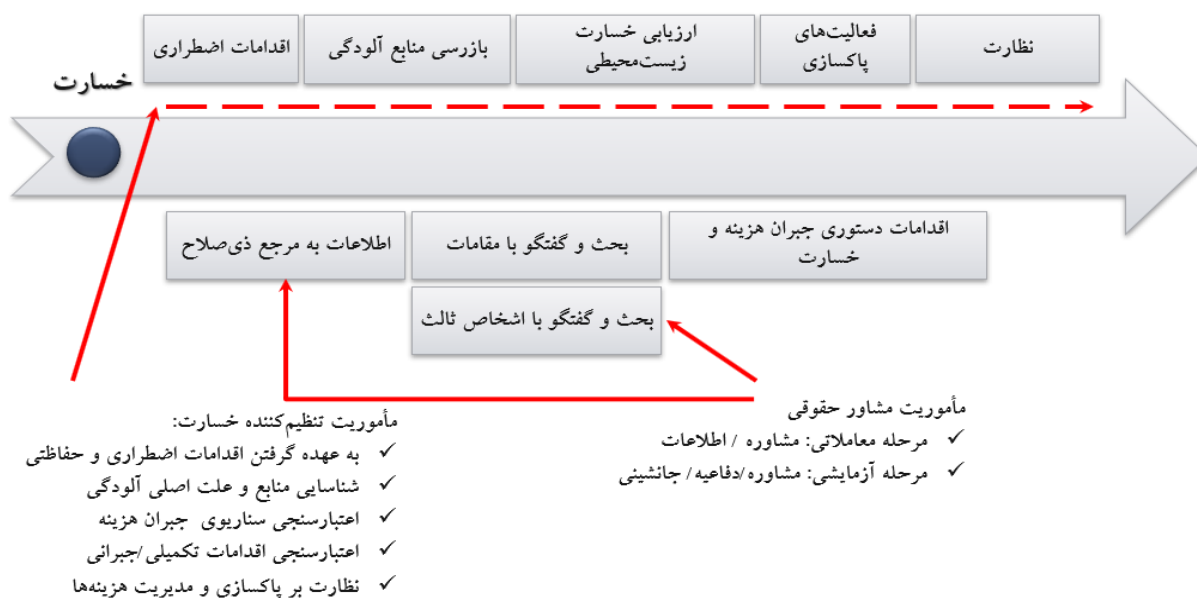 خسارت
اقدامات اضطراری
بازرسی منابع آلودگی
ارزیابی خسارت
زیست‌محیطی
فعالیت‌های
پاکسازی
نظارت
اطلاعات به مرجع ذی‌صلاح
بحث و گفتگو با مقامات
اقدامات دستوری جبران هزینه و
خسارت
بحث و گفتگو با اشخاص ثالث
مأموریت تنظیم‌کننده خسارت:
✓ به عهده گرفتن اقدامات اضطراری و حفاظتی
✓ شناسایی منابع و علت اصلی آلودگی
✓ اعتبارسنجی سناریوی جبران هزینه
✓ اعتبارسنجی اقدامات تکمیلی/جبرانی
✓ نظارت بر پاکسازی و مدیریت هزینه‌ها
مأموریت مشاور حقوقی
✓ مرحله معاملاتی: مشاوره / اطلاعات
✓ مرحله آزمایشی: مشاوره/دفاعیه/ جانشینی